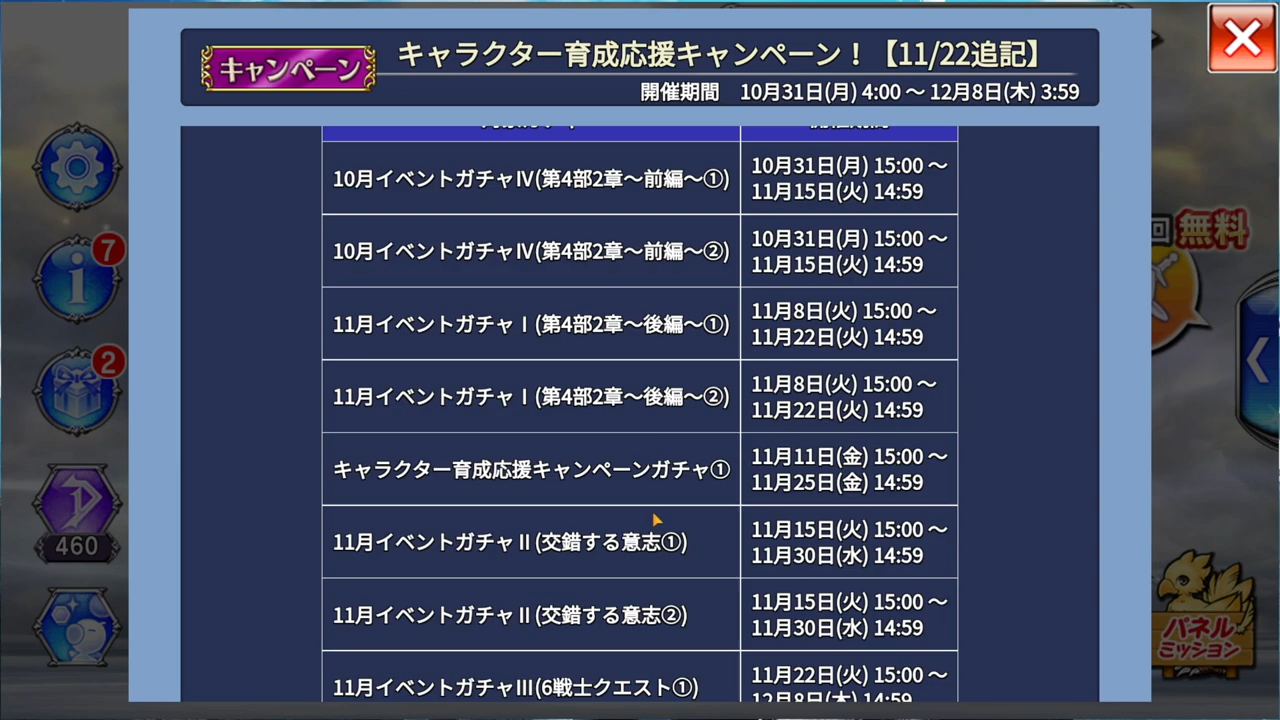 キャンペーン
キャラクター育成応援キャンペーン！【11/22追記】
開催期間 10月31日(月) 4:00 ～ 12月8日(木) 3:59
10月イベントガチャⅣ(第4部2章～前編～①)
10月31日(月) 15:00 ～
11月15日(火) 14:59
10月イベントガチャⅣ(第4部2章～前編～②)
10月31日(月) 15:00 ～
11月15日(火) 14:59
11月イベントガチャⅠ(第4部2章～後編～①)
11月8日(火) 15:00 ～
11月22日(火) 14:59
11月イベントガチャⅠ(第4部2章～後編～②)
11月8日(火) 15:00 ～
11月22日(火) 14:59
キャラクター育成応援キャンペーンガチャ①
11月11日(金) 15:00 ～
11月25日(金) 14:59
11月イベントガチャⅡ(交錯する意志①)
11月15日(火) 15:00 ～
11月30日(水) 14:59
11月イベントガチャⅡ(交錯する意志②)
11月15日(火) 15:00 ～
11月30日(水) 14:59
11月イベントガチャⅢ(6戦士クエスト①)
11月22日(火) 15:00 ～
12月8日(木) 14:59
7
2
460
回無料
パネル
ミッション